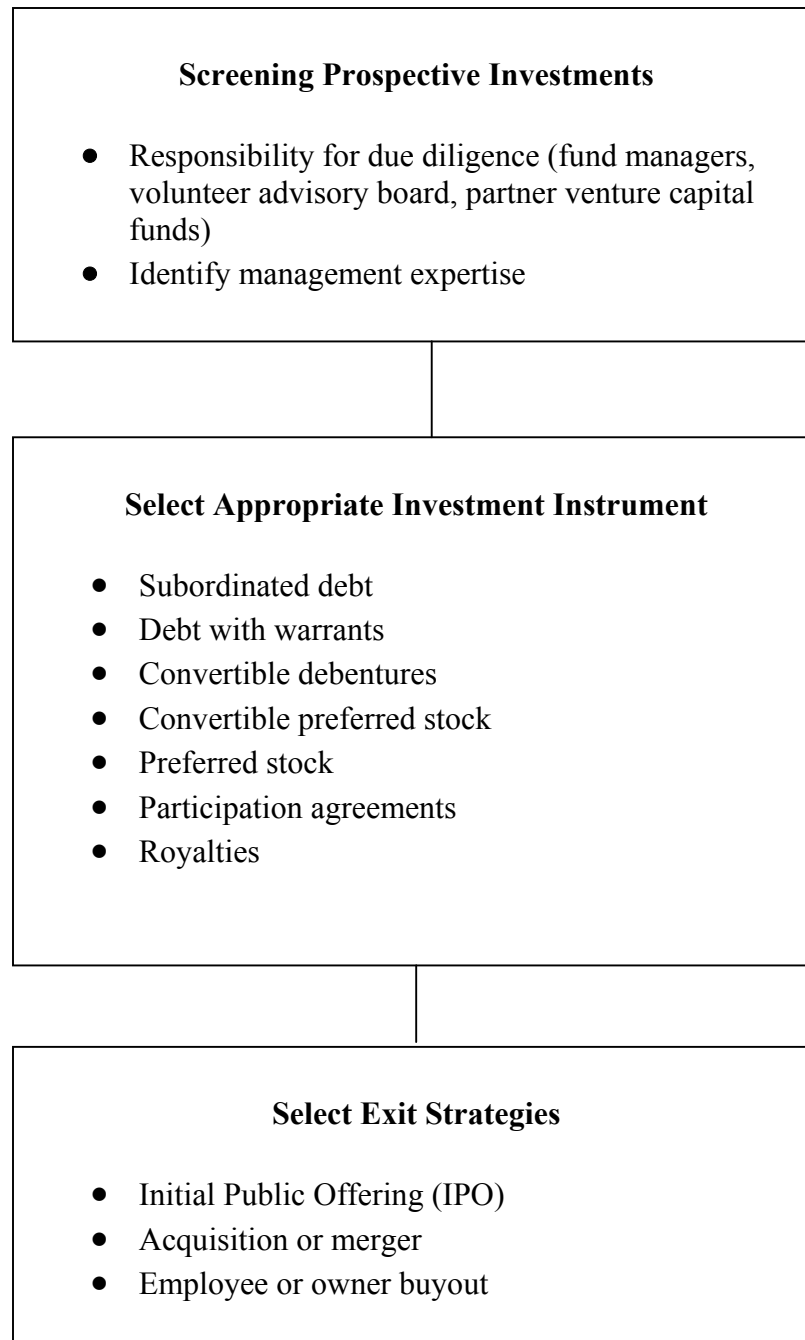 Screening Prospective Investments
● Responsibility for due diligence (fund managers,
volunteer advisory board, partner venture capital
funds)
● Identify management expertise
Select Appropriate Investment Instrument
● Subordinated debt
● Debt with warrants
● Convertible debentures
● Convertible preferred stock
● Preferred stock
● Participation agreements
● Royalties
Select Exit Strategies
● Initial Public Offering (IPO)
● Acquisition or merger
● Employee or owner buyout